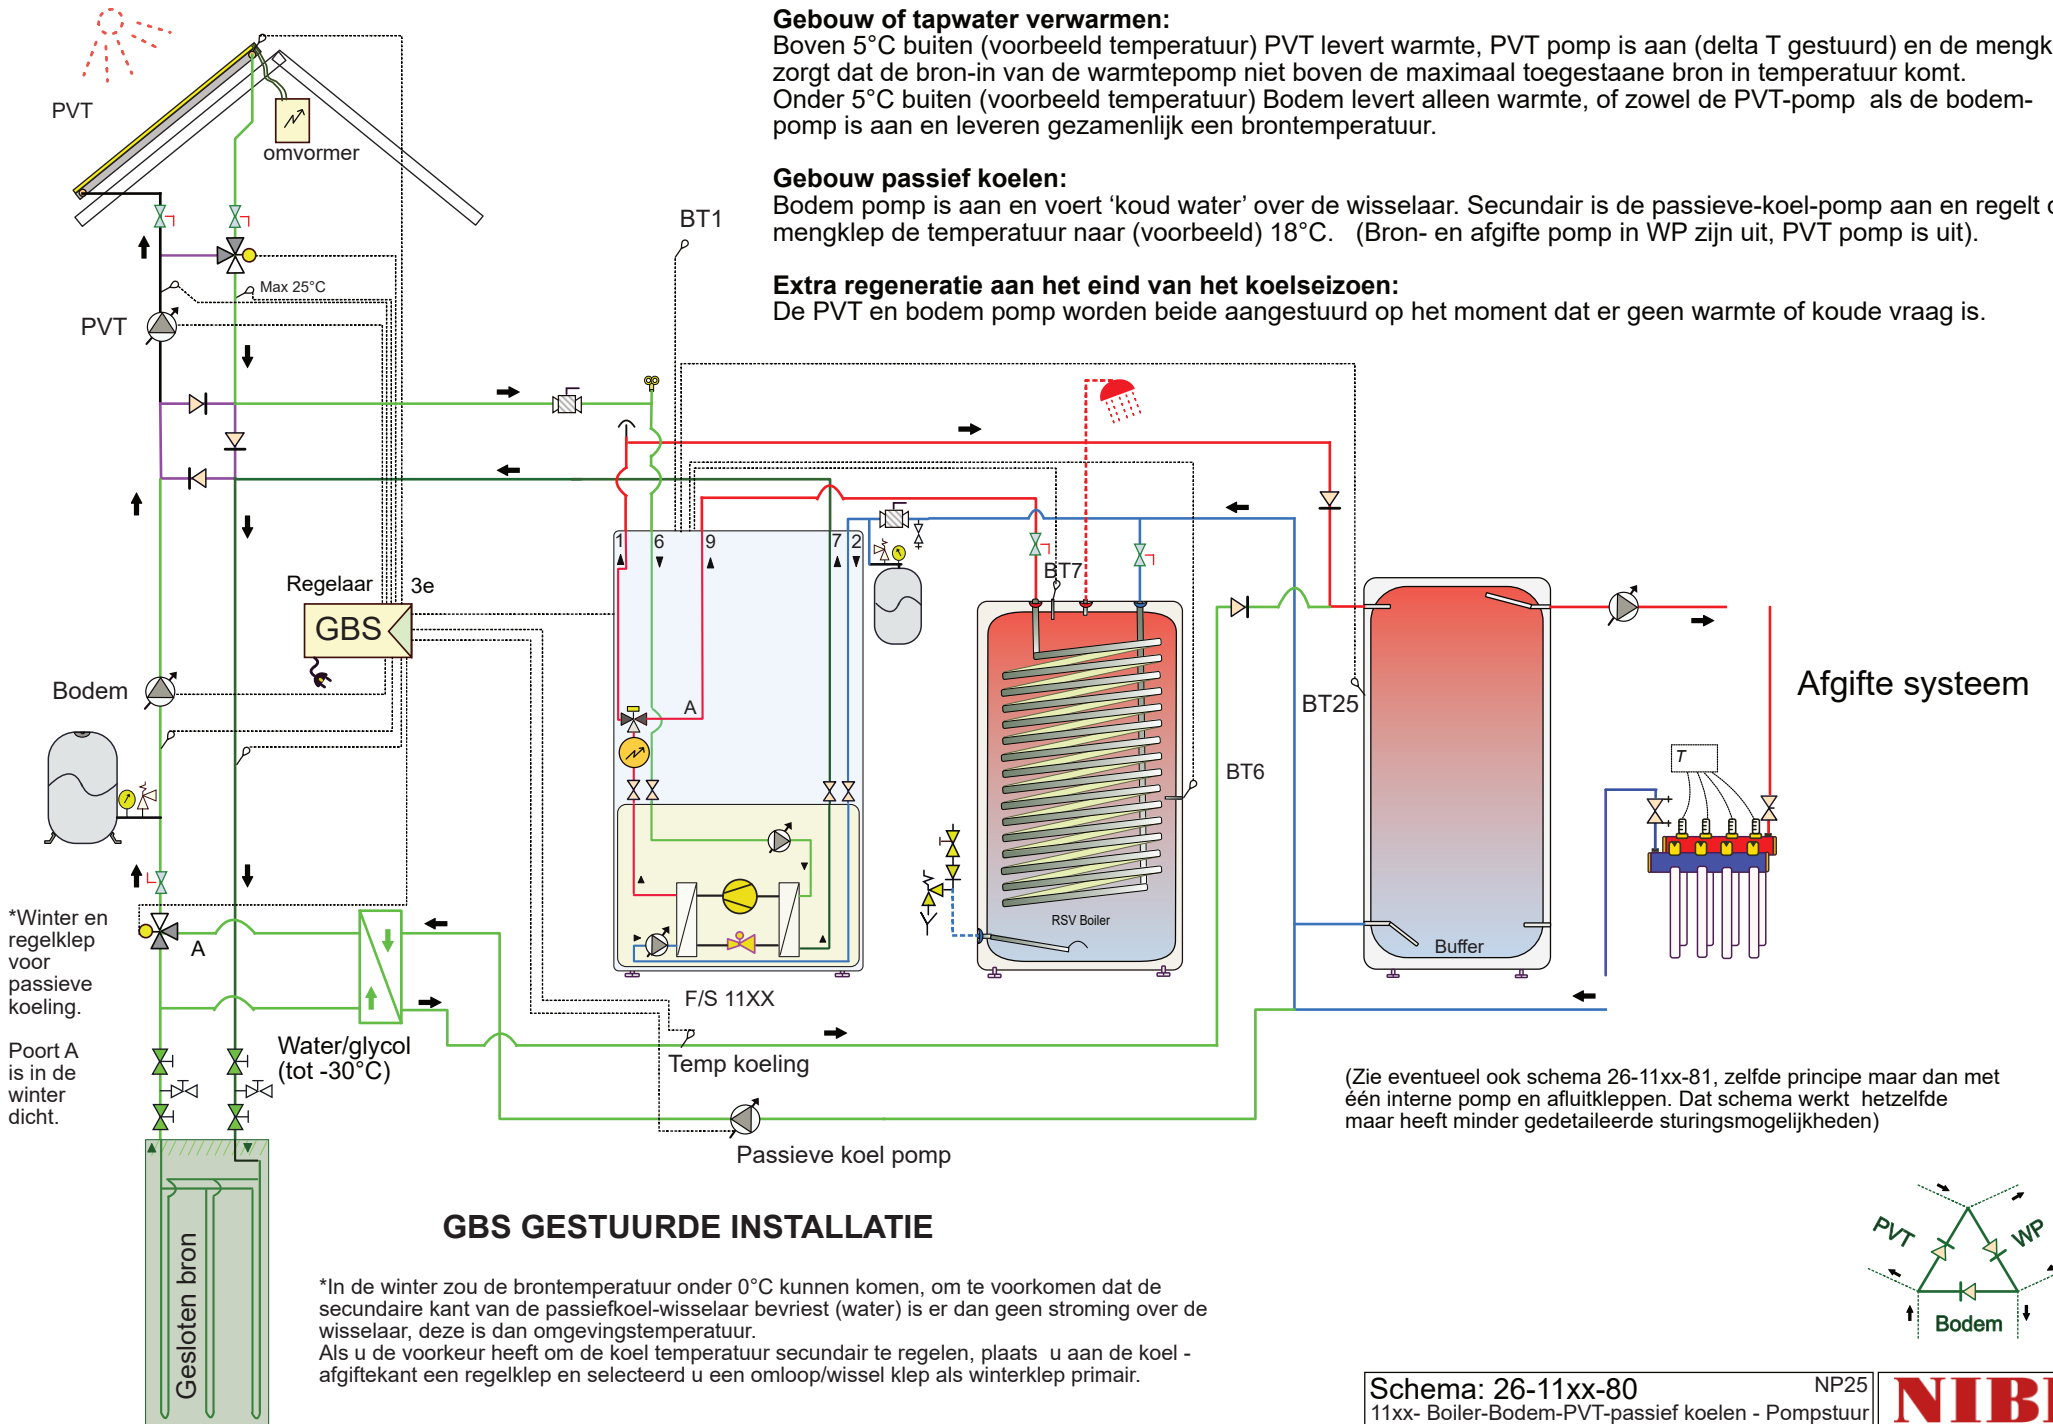 Gebouw of tapwater verwarmen:
Boven 5°C buiten (voorbeeld temperatuur) PVT levert warmte, PVT pomp is aan (delta T gestuurd) en de mengk
zorgt dat de bron-in van de warmtepomp niet boven de maximaal toegestaane bron in temperatuur komt.
Onder 5°C buiten (voorbeeld temperatuur) Bodem levert alleen warmte, of zowel de PVT-pomp als de bodem-
pomp is aan en leveren gezamenlijk een brontemperatuur.
Gebouw passief koelen:
Bodem pomp is aan en voert ‘koud water’ over de wisselaar. Secundair is de passieve-koel-pomp aan en regelt
mengklep de temperatuur naar (voorbeeld) 18°C. (Bron- en afgifte pomp in WP zijn uit, PVT pomp is uit).
Extra regeneratie aan het eind van het koelseizoen:
De PVT en bodem pomp worden beide aangestuurd op het moment dat er geen warmte of koude vraag is.
PVT
omvormer
BT1
Max 25°C
PVT
1
6
9
7
2
BT7
Regelaar
3e
GBS
Bodem
A
BT25
BT6
Afgifte systeem
T
RSV Boiler
Buffer
*Winter en
regelklep
voor
passieve
koeling.
A
F/S 11XX
Poort A
is in de
winter
dicht.
Water/glycol
(tot -30°C)
Temp koeling
Passieve koel pomp
(Zie eventueel ook schema 26-11xx-81, zelfde principe maar dan met
één interne pomp en afluitkleppen. Dat schema werkt hetzelfde
maar heeft minder gedetaileerde sturingsmogelijkheden)
Gesloten bron
GBS GESTUURDE INSTALLATIE
*In de winter zou de brontemperatuur onder 0°C kunnen komen, om te voorkomen dat de
secundaire kant van de passiefkoel-wisselaar bevriest (water) is er dan geen stroming over de
wisselaar, deze is dan omgevingstemperatuur.
Als u de voorkeur heeft om de koel temperatuur secundair te regelen, plaats u aan de koel -
afgiftekant een regelklep en selecteerd u een omloop/wissel klep als winterklep primair.
PVT
WP
Bodem
Schema: 26-11xx-80
NP25
11xx- Boiler-Bodem-PVT-passief koelen - Pompstuur
NIB